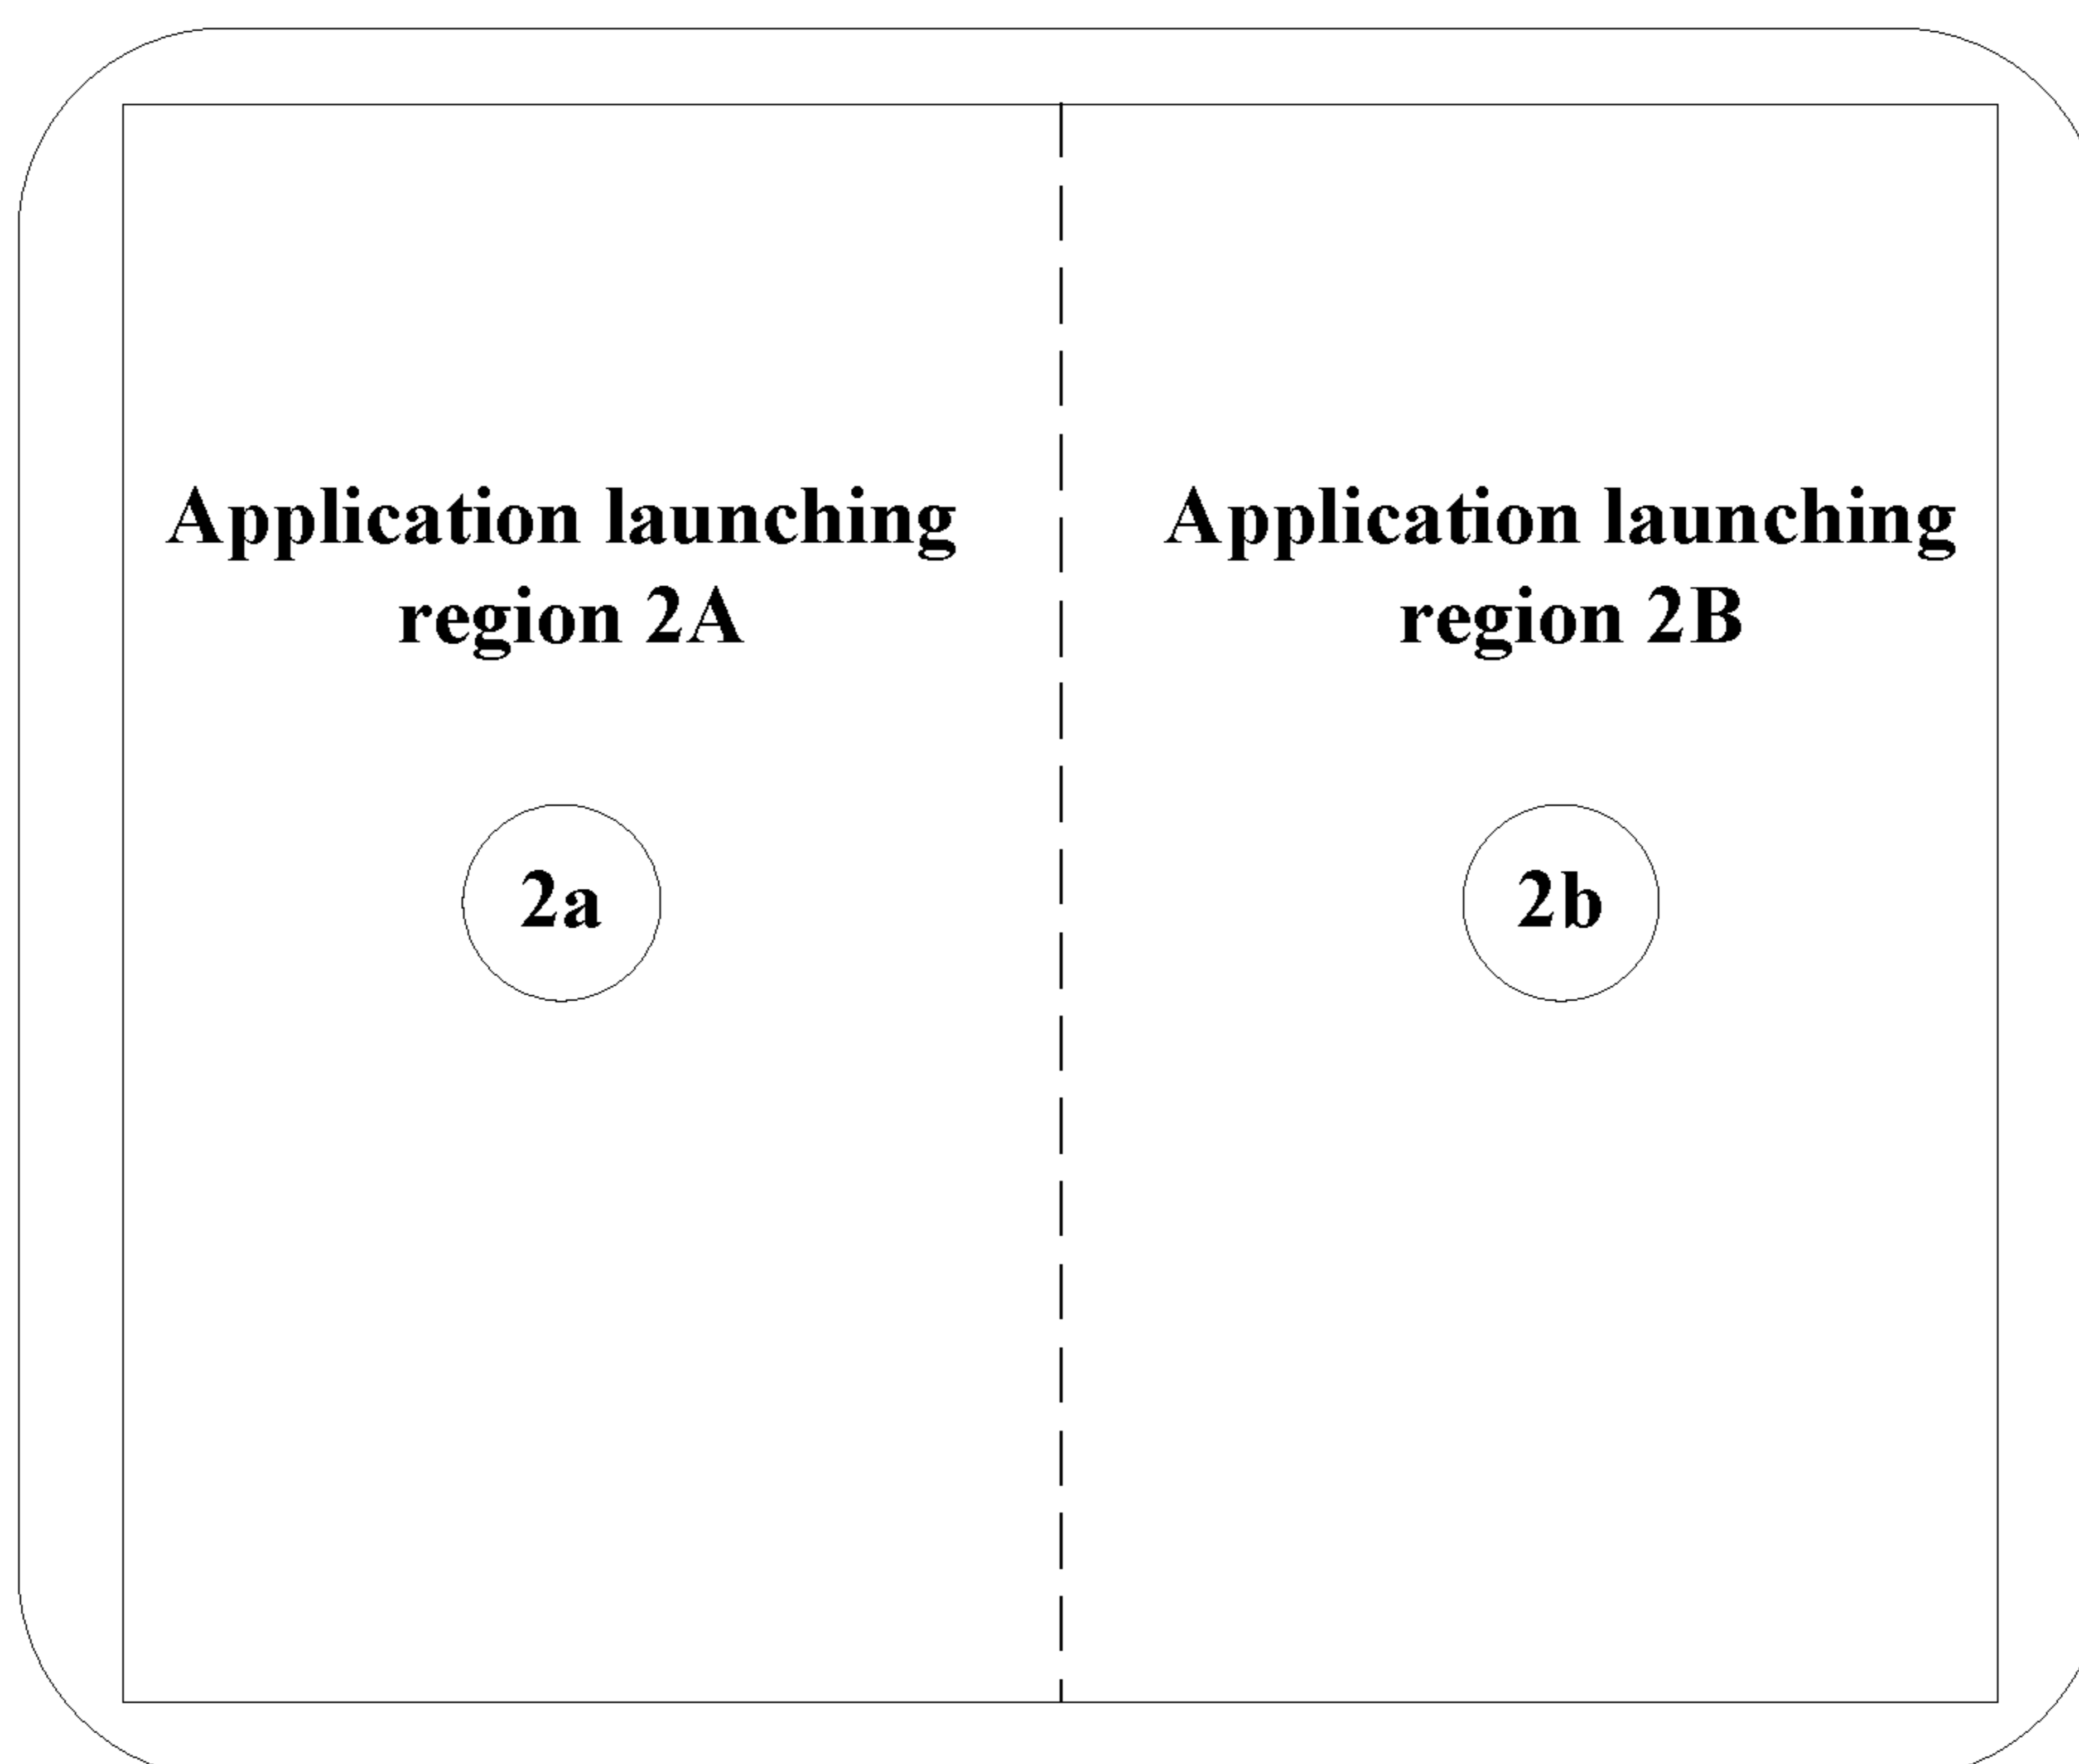 Application launching
region 2A
Application launching
region 2B
2a
2b